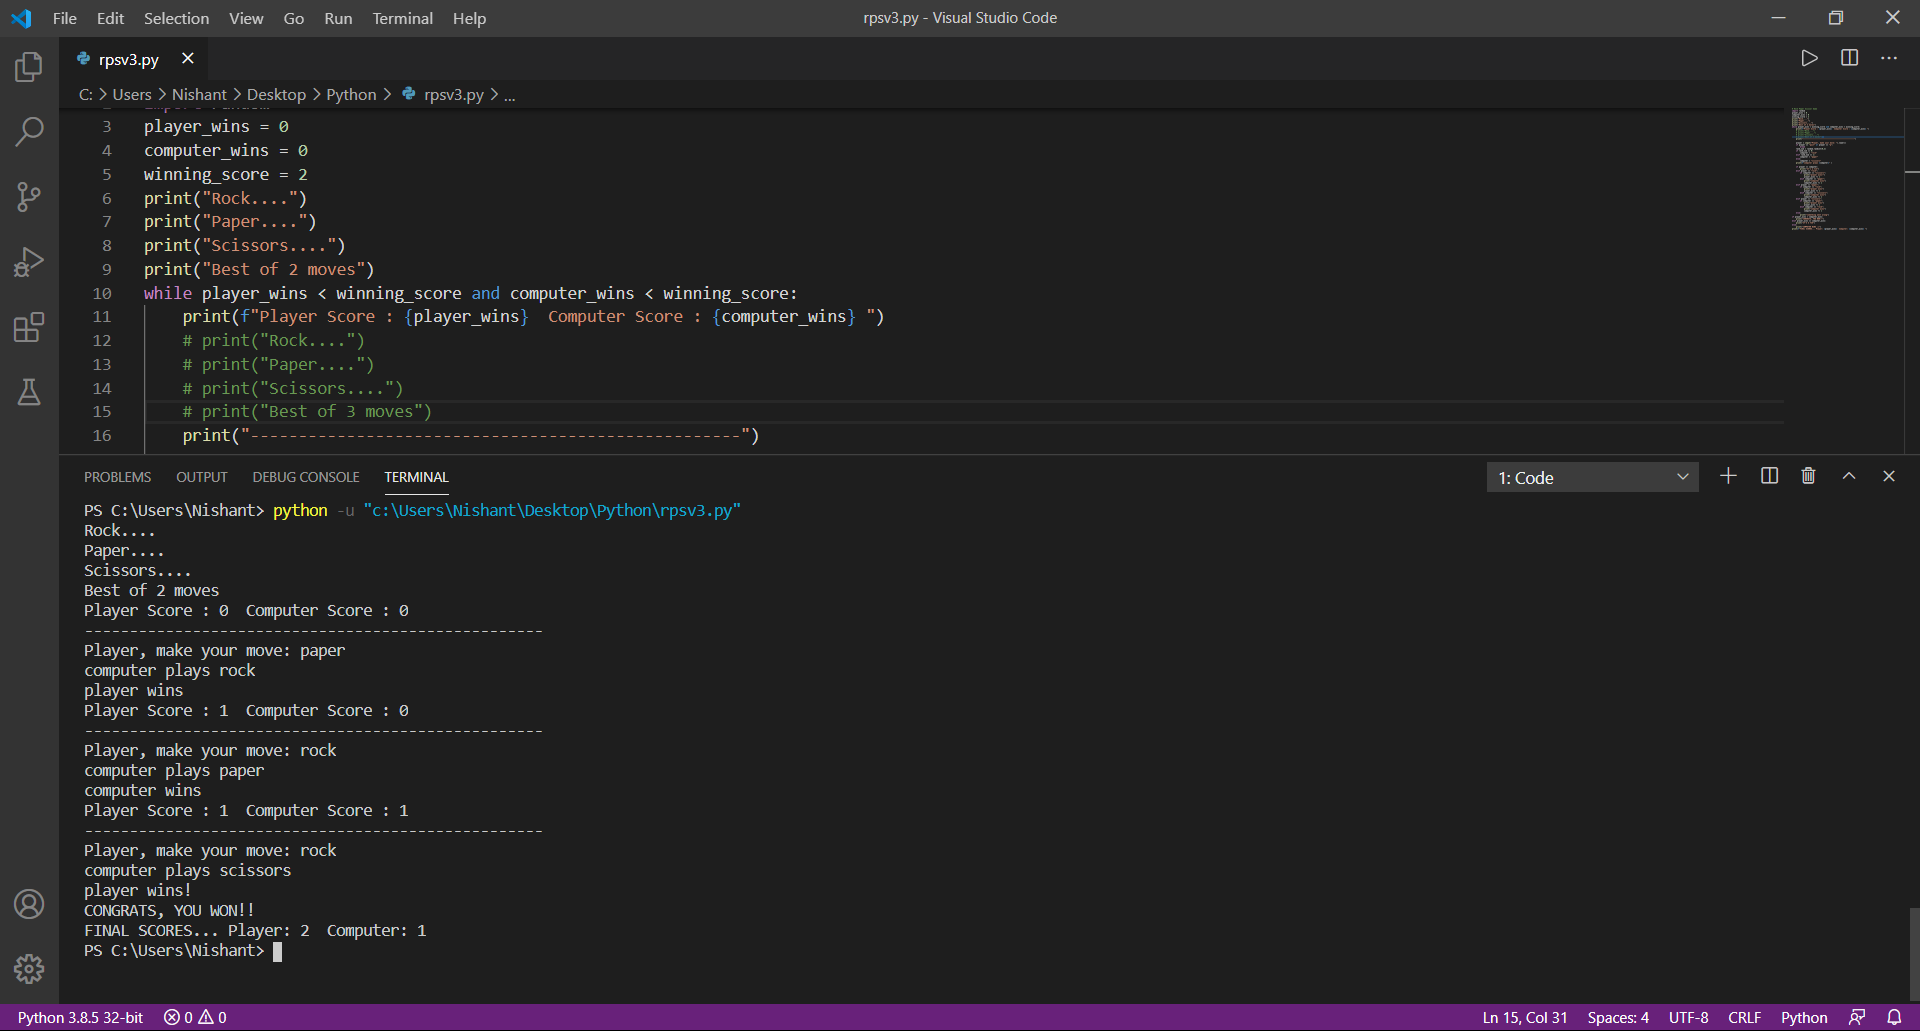 File Edit Selection View Go Run Terminal Help
rpsv3.py - Visual Studio Code
rpsv3.py
C: > Users > Nishant > Desktop > Python > rpsv3.py > ...
3 player_wins = 0
4 computer_wins = 0
5 winning_score = 2
6 print("Rock....")
7 print("Paper....")
8 print("Scissors....")
9 print("Best of 2 moves")
10 while player_wins < winning_score and computer_wins < winning_score:
11 print(f"Player Score : {player_wins}  Computer Score : {computer_wins} ")
12 # print("Rock....")
13 # print("Paper....")
14 # print("Scissors....")
15 # print("Best of 3 moves")
16 print("---------------------------------------------------")
PROBLEMS OUTPUT DEBUG CONSOLE TERMINAL
1: Code
PS C:\Users\Nishant> python -u "c:\Users\Nishant\Desktop\Python\rpsv3.py"
Rock....
Paper....
Scissors....
Best of 2 moves
Player Score : 0  Computer Score : 0
---------------------------------------------------
Player, make your move: paper
computer plays rock
player wins
Player Score : 1  Computer Score : 0
---------------------------------------------------
Player, make your move: rock
computer plays paper
computer wins
Player Score : 1  Computer Score : 1
---------------------------------------------------
Player, make your move: rock
computer plays scissors
player wins!
CONGRATS, YOU WON!!
FINAL SCORES... Player: 2  Computer: 1
PS C:\Users\Nishant>
Python 3.8.5 32-bit 0 0
Ln 15, Col 31 Spaces: 4 UTF-8 CRLF Python